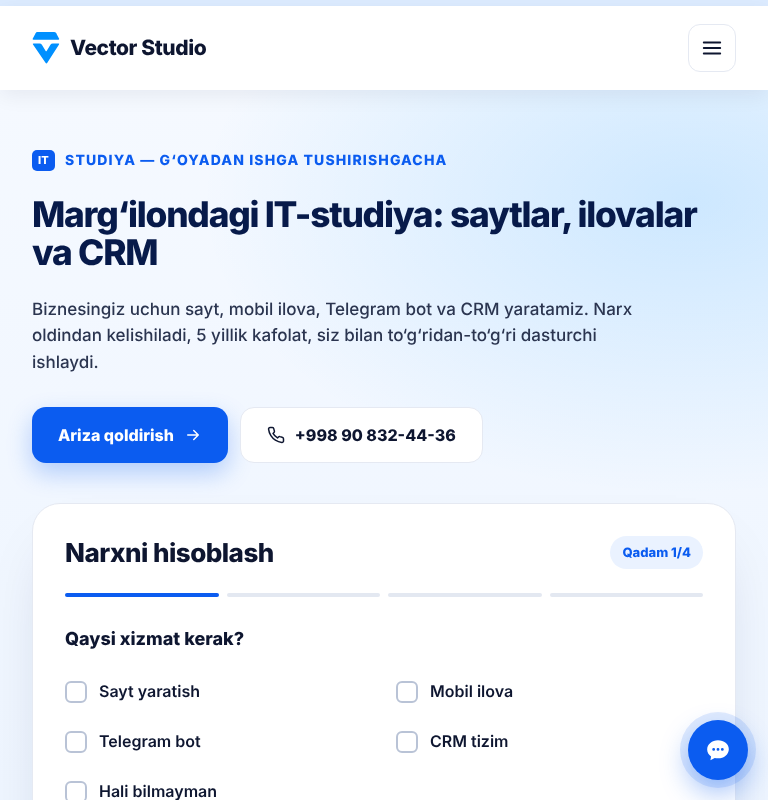 Vector Studio
IT STUDIYA — G‘OYADAN ISHGA TUSHIRISHGACHA
Marg‘ilondagi IT-studiya: saytlar, ilovalar
va CRM
Biznesingiz uchun sayt, mobil ilova, Telegram bot va CRM yaratamiz. Narx
oldindan kelishiladi, 5 yillik kafolat, siz bilan to‘g‘ridan-to‘g‘ri dasturchi
ishlaydi.
Ariza qoldirish →
+998 90 832-44-36
Narxni hisoblash
Qadam 1/4
Qaysi xizmat kerak?
Sayt yaratish
Mobil ilova
Telegram bot
CRM tizim
Hali bilmayman